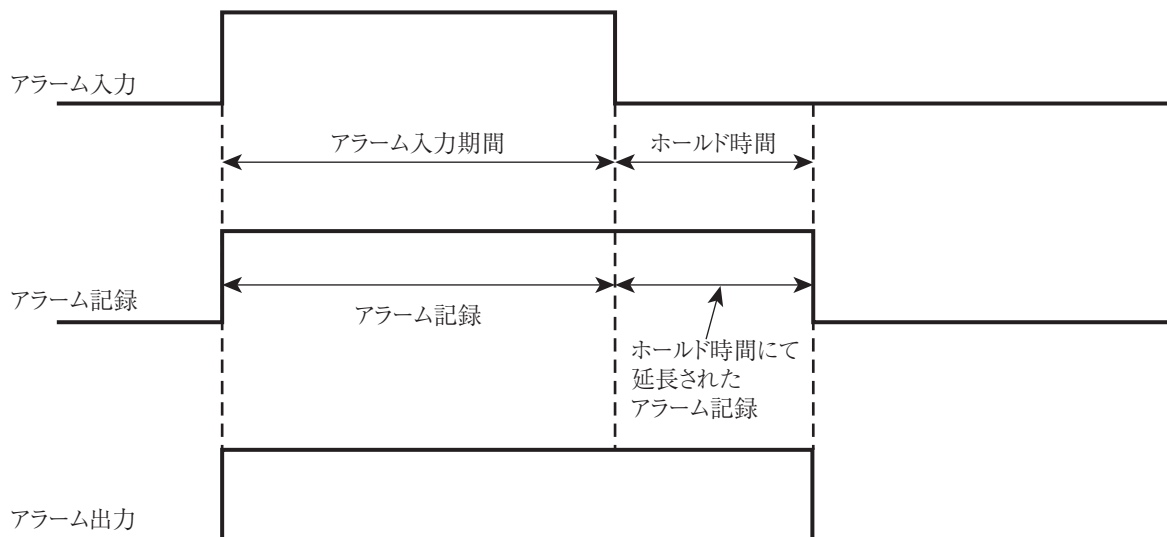 アラーム入力
アラーム入力期間
ホールド時間
アラーム記録
アラーム記録
ホールド時間にて
延長された
アラーム記録
アラーム出力